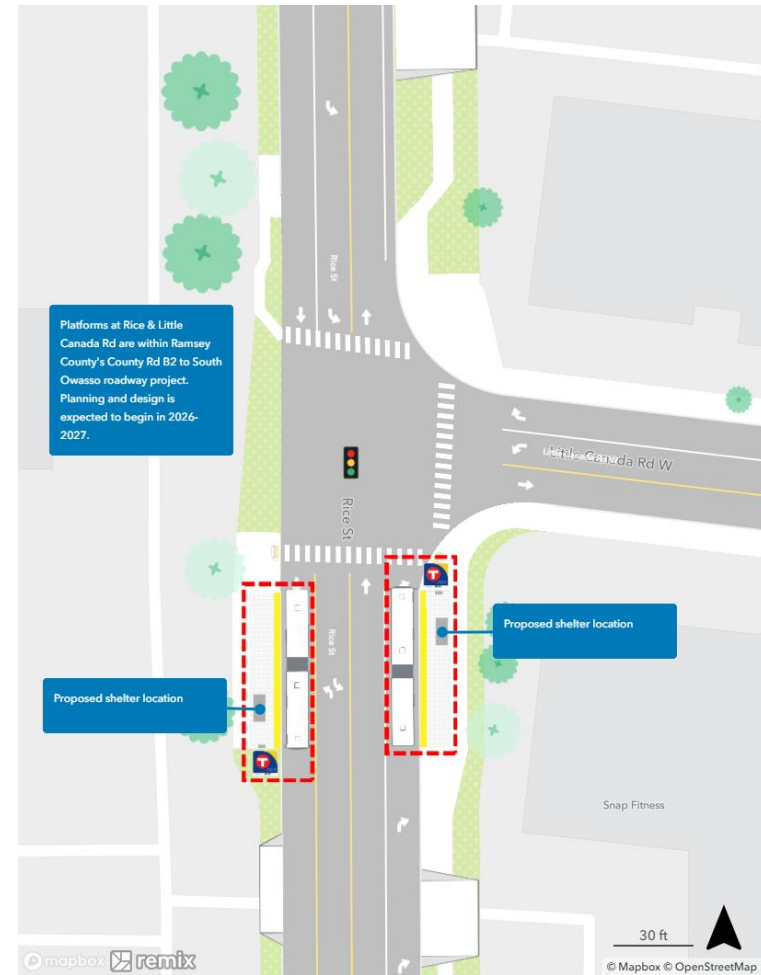 Rice St
Platforms at Rice & Little
Canada Rd are within Ramsey
County's County Rd B2 to South
Owasso roadway project.
Planning and design is
expected to begin in 2026-
2027.
Little Canada Rd W
Rice St
Rice St
Proposed shelter location
Proposed shelter location
Snap Fitness
30 ft
mapbox remix
© Mapbox © OpenStreetMap